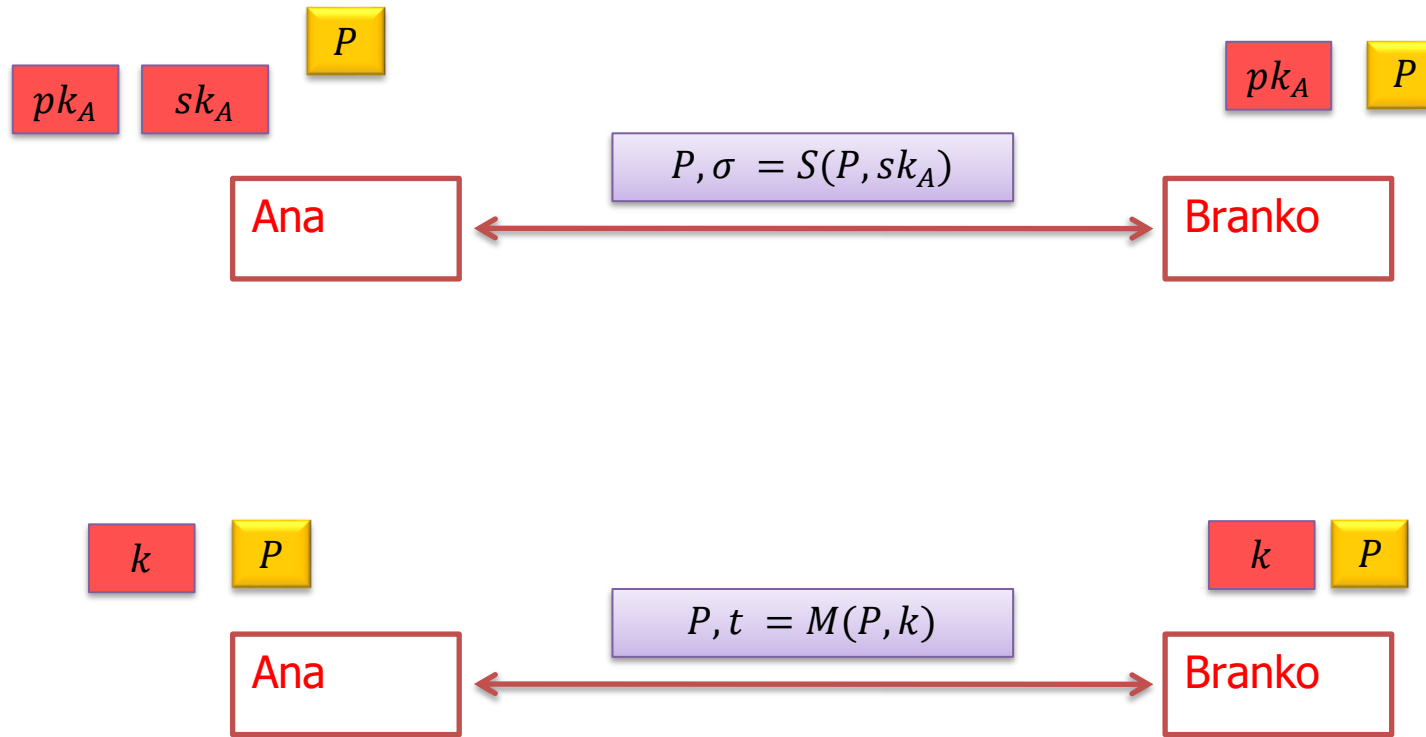 P
pk_A sk_A
pk_A P
P, σ = S(P, sk_A)
Ana
Branko
k P
k P
P, t = M(P, k)
Ana
Branko